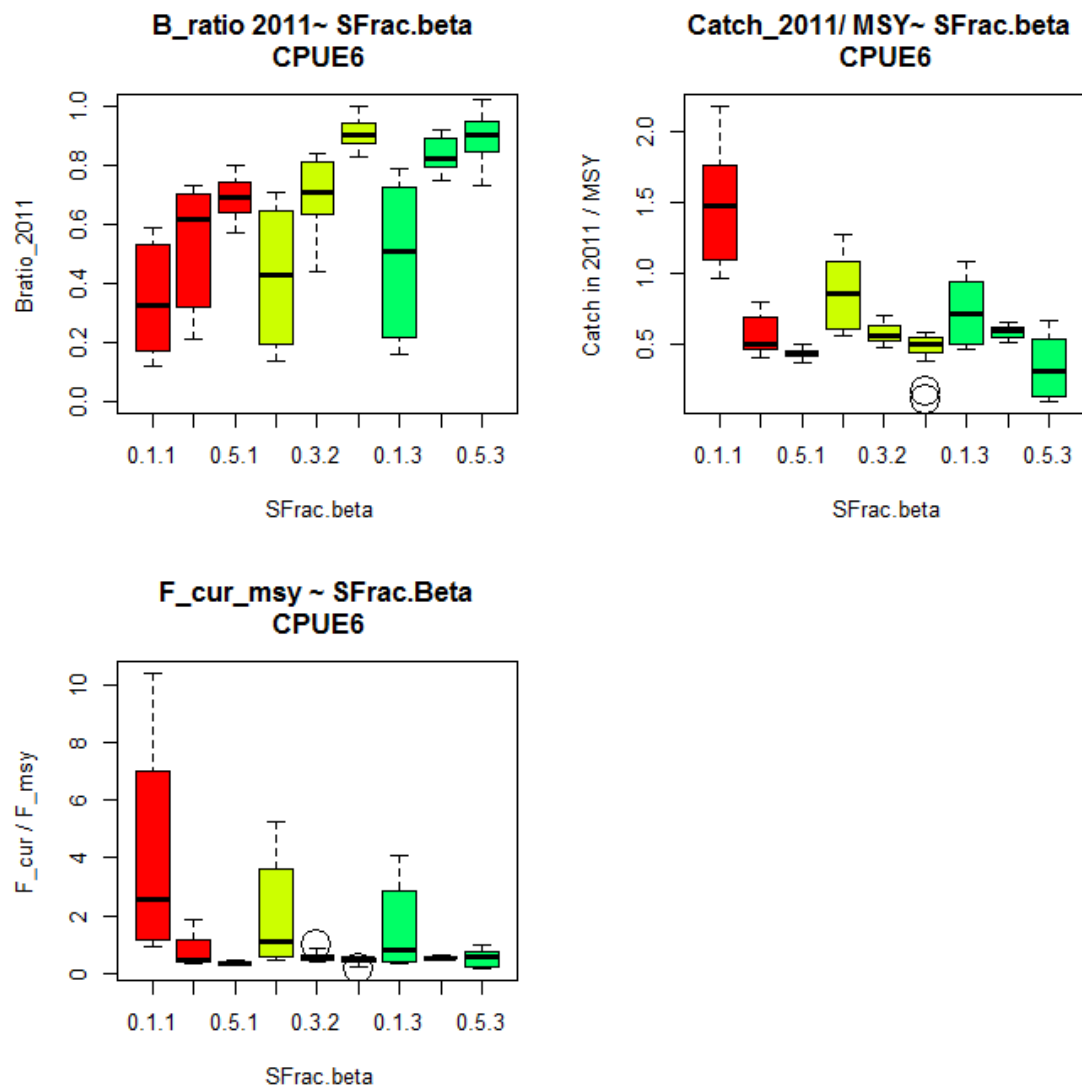 B_ratio 2011~ SFrac.beta
CPUE6
Bratio_2011
0.0
0.2
0.4
0.6
0.8
1.0
0.1.1
0.5.1
0.3.2
0.1.3
0.5.3
SFrac.beta
Catch_2011/ MSY~ SFrac.beta
CPUE6
Catch in 2011 / MSY
0.5
1.0
1.5
2.0
0.1.1
0.5.1
0.3.2
0.1.3
0.5.3
SFrac.beta
F_cur_msy ~ SFrac.Beta
CPUE6
F_cur / F_msy
0
2
4
6
8
10
0.1.1
0.5.1
0.3.2
0.1.3
0.5.3
SFrac.beta